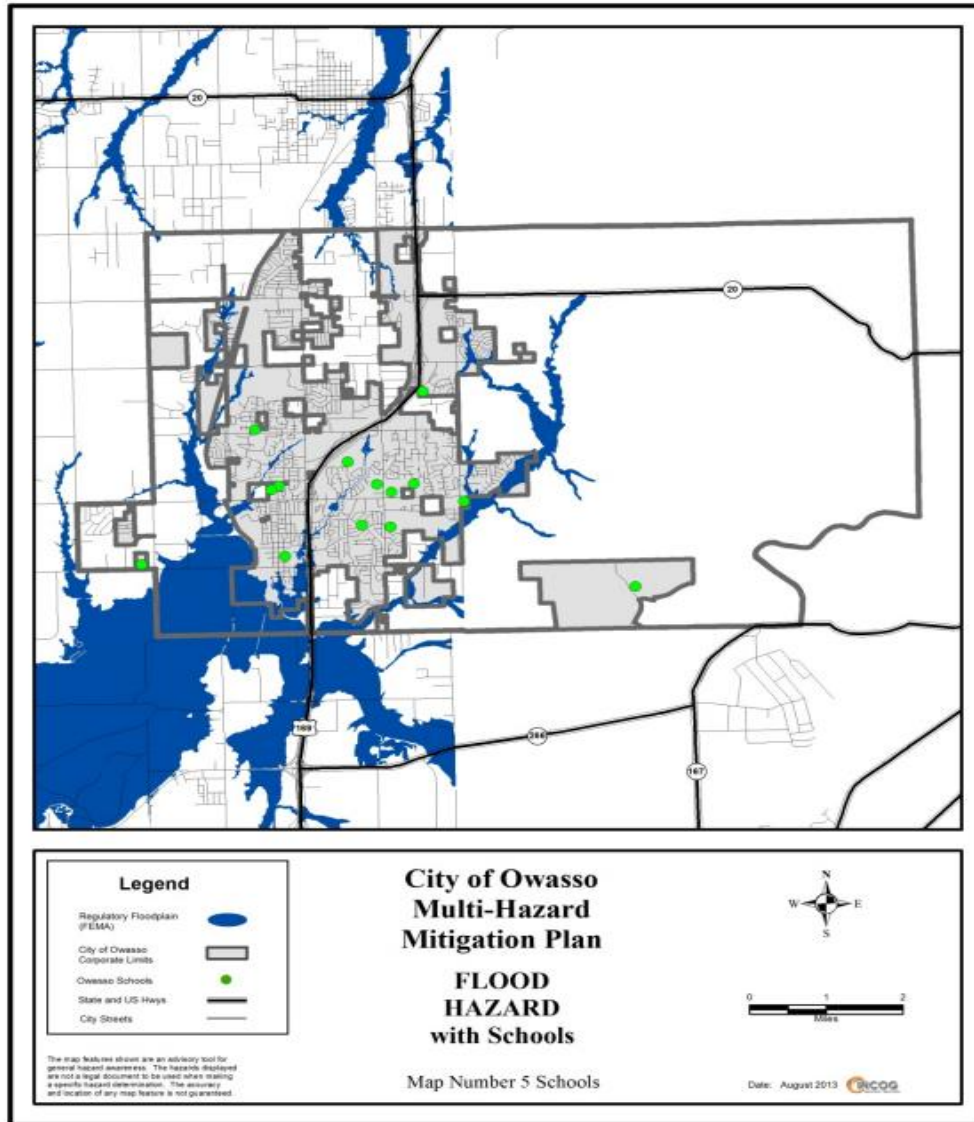 20
20
169
266
167
Legend
Regulatory Floodplain
(FEMA)
City of Owasso
Corporate Limits
Owasso Schools
State and US Hwys
City Streets
The map features shown are an advisory tool for
general hazard awareness. The hazards displayed
are not a legal document to be used when making
a specific hazard determination. The accuracy
and location of any map feature is not guaranteed.
City of Owasso
Multi-Hazard
Mitigation Plan
FLOOD
HAZARD
with Schools
Map Number 5 Schools
N
W E
S
0 1 2
Miles
Date: August 2013
INCOG